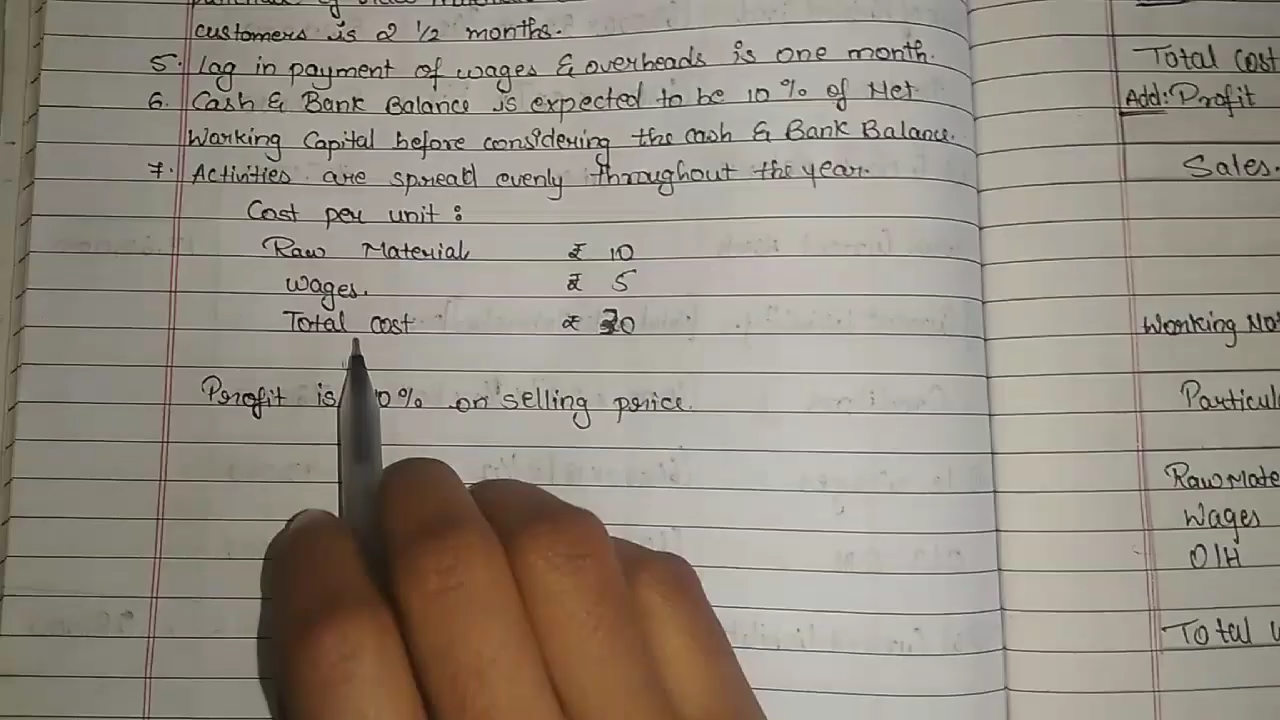 customers is 2 1/2 months.
5. Lag in payment of wages & overheads is one month.
6. Cash & Bank Balance is expected to be 10% of Net
Working Capital before considering the cash & Bank Balance.
7. Activities are spread evenly throughout the year.
Cost per unit :
Raw Material ₹ 10
Wages. ₹ 5
Total cost ₹ 20
Profit is 0% on selling price.
Total cost
Add: Profit
Sales.
Working No
Particul
Raw Mate
Wages
O/H
Total